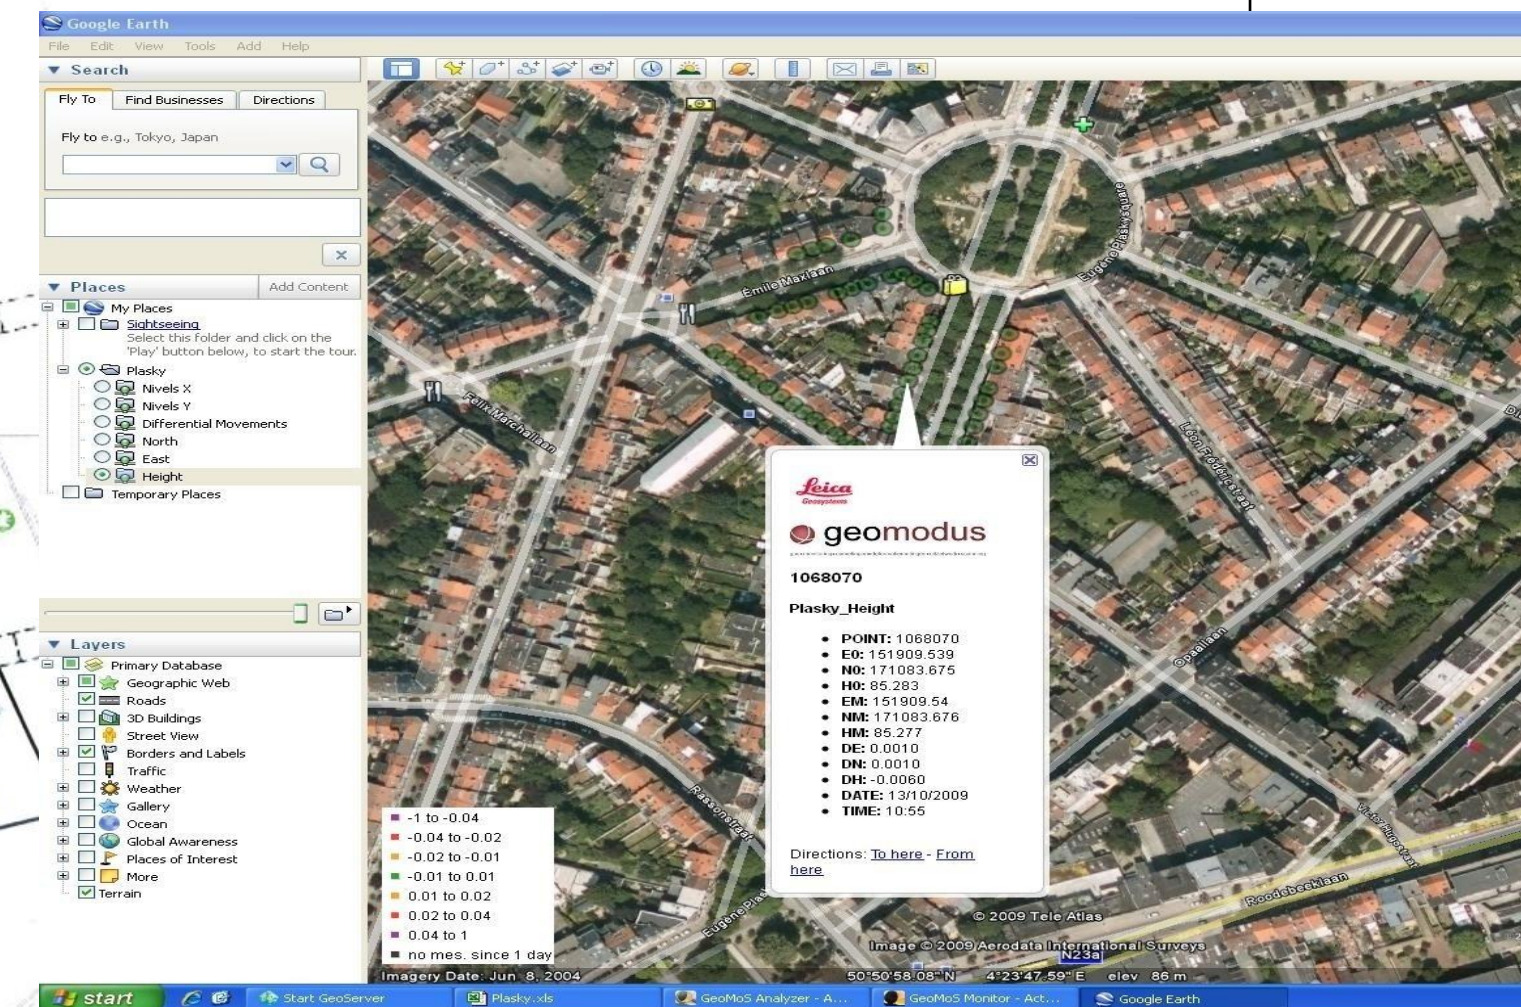 Google Earth
File Edit View Tools Add Help
Search
Fly To Find Businesses Directions
Fly to e.g., Tokyo, Japan
Places Add Content
My Places
Sightseeing
Select this folder and click on the
'Play' button below, to start the tour.
Plasky
Nivels X
Nivels Y
Differential Movements
North
East
Height
Temporary Places
Layers
Primary Database
Geographic Web
Roads
3D Buildings
Street View
Borders and Labels
Traffic
Weather
Gallery
Ocean
Global Awareness
Places of Interest
More
Terrain
Eugène Plaskysquare
Émile Maxlaan
Félix Marchallaan
Léon Frédéricstraat
Opaallaan
Rassonstraat
Victor Hugostraat
Roodebeeklaan
Leica
Geosystems
geomodus
1068070
Plasky_Height
POINT: 1068070
E0: 151909.539
N0: 171083.675
H0: 85.283
EM: 151909.54
NM: 171083.676
HM: 85.277
DE: 0.0010
DN: 0.0010
DH: -0.0060
DATE: 13/10/2009
TIME: 10:55
Directions: To here - From
here
-1 to -0.04
-0.04 to -0.02
-0.02 to -0.01
-0.01 to 0.01
0.01 to 0.02
0.02 to 0.04
0.04 to 1
no mes. since 1 day
© 2009 Tele Atlas
Image © 2009 Aerodata International Surveys
N23a
Imagery Date: Jun 8, 2004 50°50'58.08" N 4°23'47.59" E elev 86 m
start Start GeoServer Plasky.xls GeoMoS Analyzer - A... GeoMoS Monitor - Act... Google Earth